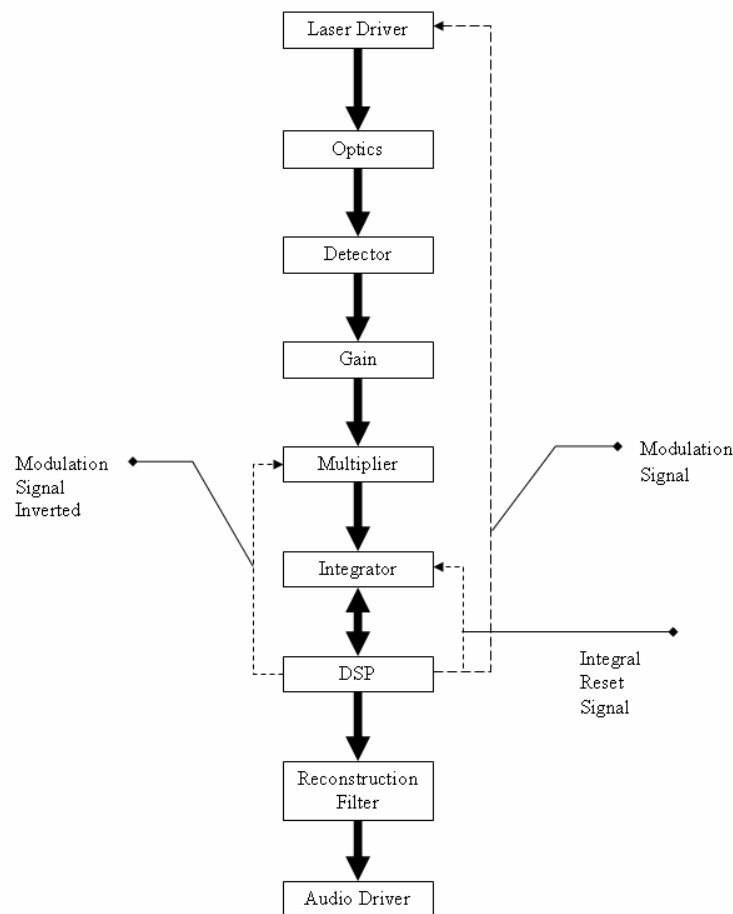 Laser Driver
Optics
Detector
Gain
Multiplier
Modulation
Signal
Inverted
Modulation
Signal
Integrator
DSP
Integral
Reset
Signal
Reconstruction
Filter
Audio Driver